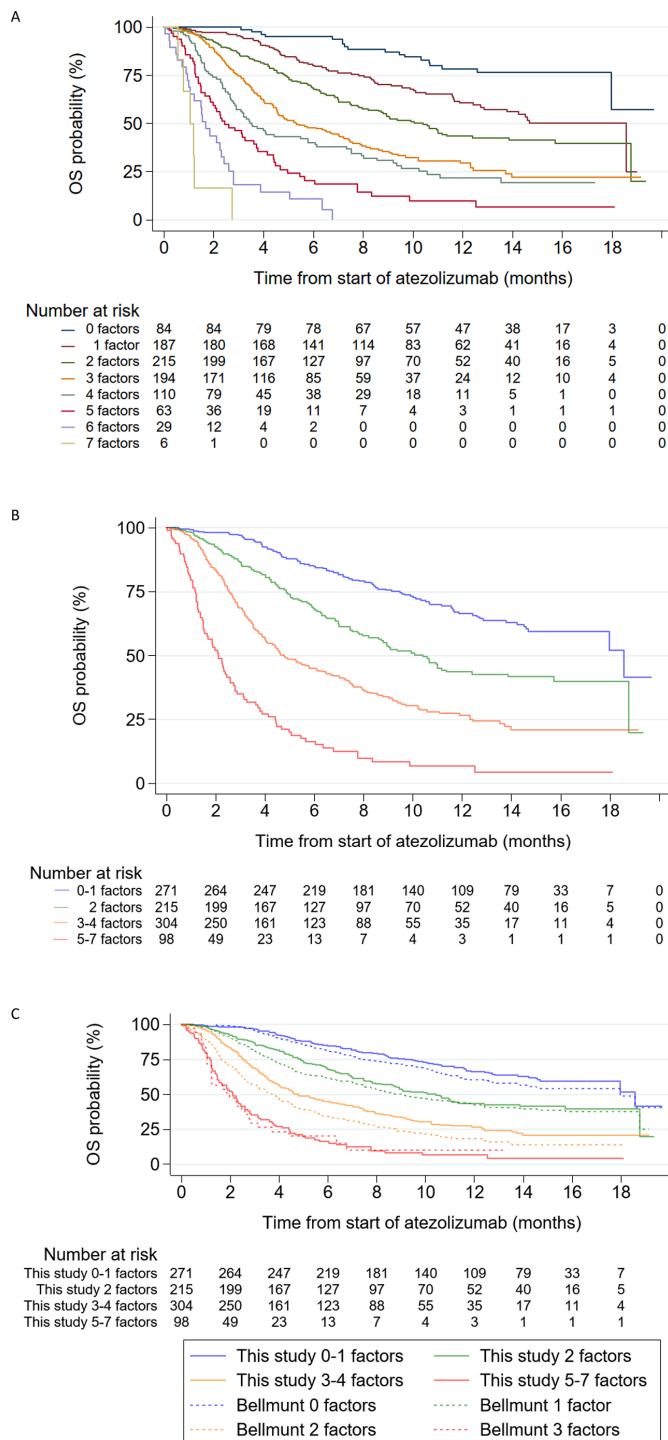 A
100
75
50
25
0
OS probability (%)
0 2 4 6 8 10 12 14 16 18
Time from start of atezolizumab (months)
Number at risk
0 factors 84 84 79 78 67 57 47 38 17 3 0
1 factor 187 180 168 141 114 83 62 41 16 4 0
2 factors 215 199 167 127 97 70 52 40 16 5 0
3 factors 194 171 116 85 59 37 24 12 10 4 0
4 factors 110 79 45 38 29 18 11 5 1 0 0
5 factors 63 36 19 11 7 4 3 1 1 1 0
6 factors 29 12 4 2 0 0 0 0 0 0 0
7 factors 6 1 0 0 0 0 0 0 0 0 0
B
100
75
50
25
0
OS probability (%)
0 2 4 6 8 10 12 14 16 18
Time from start of atezolizumab (months)
Number at risk
0-1 factors 271 264 247 219 181 140 109 79 33 7 0
2 factors 215 199 167 127 97 70 52 40 16 5 0
3-4 factors 304 250 161 123 88 55 35 17 11 4 0
5-7 factors 98 49 23 13 7 4 3 1 1 1 0
C
100
75
50
25
0
OS probability (%)
0 2 4 6 8 10 12 14 16 18
Time from start of atezolizumab (months)
Number at risk
This study 0-1 factors 271 264 247 219 181 140 109 79 33 7
This study 2 factors 215 199 167 127 97 70 52 40 16 5
This study 3-4 factors 304 250 161 123 88 55 35 17 11 4
This study 5-7 factors 98 49 23 13 7 4 3 1 1 1
This study 0-1 factors This study 2 factors
This study 3-4 factors This study 5-7 factors
Bellmunt 0 factors Bellmunt 1 factor
Bellmunt 2 factors Bellmunt 3 factors